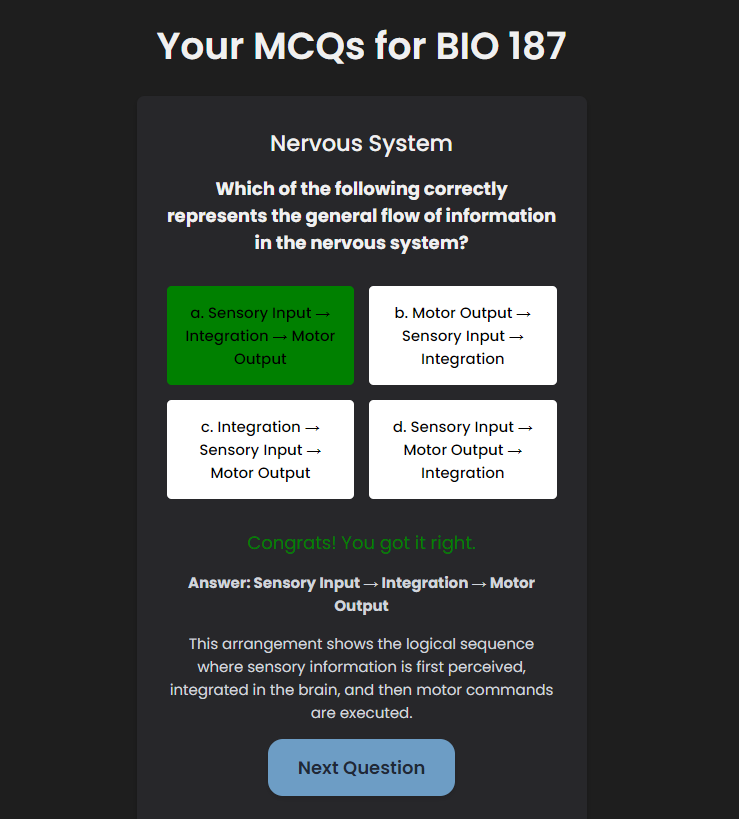 Your MCQs for BIO 187
Nervous System
Which of the following correctly
represents the general flow of information
in the nervous system?
a. Sensory Input →
Integration → Motor
Output
b. Motor Output →
Sensory Input →
Integration
c. Integration →
Sensory Input →
Motor Output
d. Sensory Input →
Motor Output →
Integration
Congrats! You got it right.
Answer: Sensory Input → Integration → Motor
Output
This arrangement shows the logical sequence
where sensory information is first perceived,
integrated in the brain, and then motor commands
are executed.
Next Question